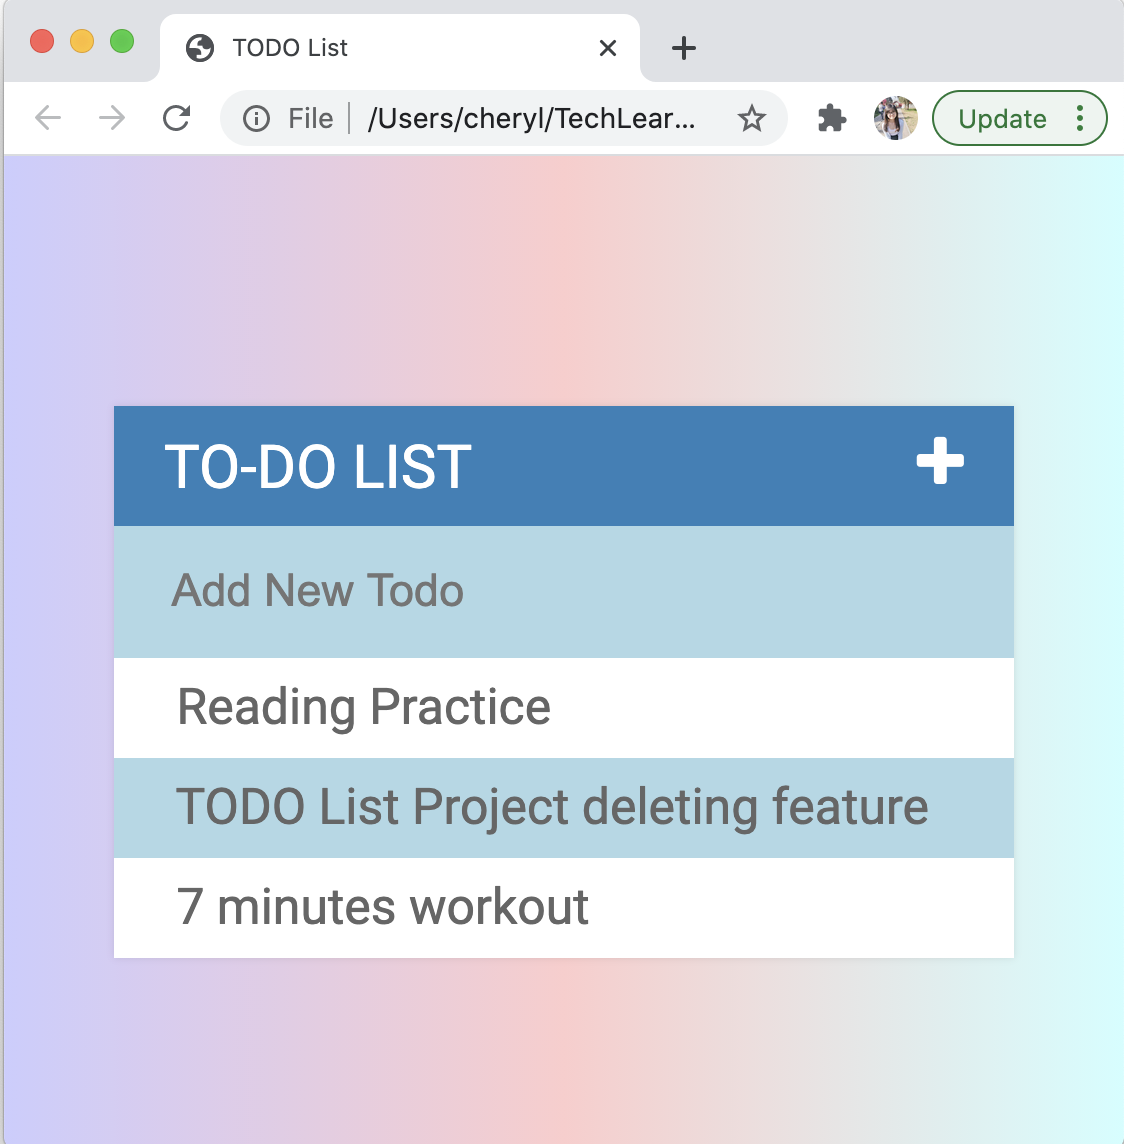 TODO List
File
/Users/cheryl/TechLear...
Update
TO-DO LIST
Add New Todo
Reading Practice
TODO List Project deleting feature
7 minutes workout